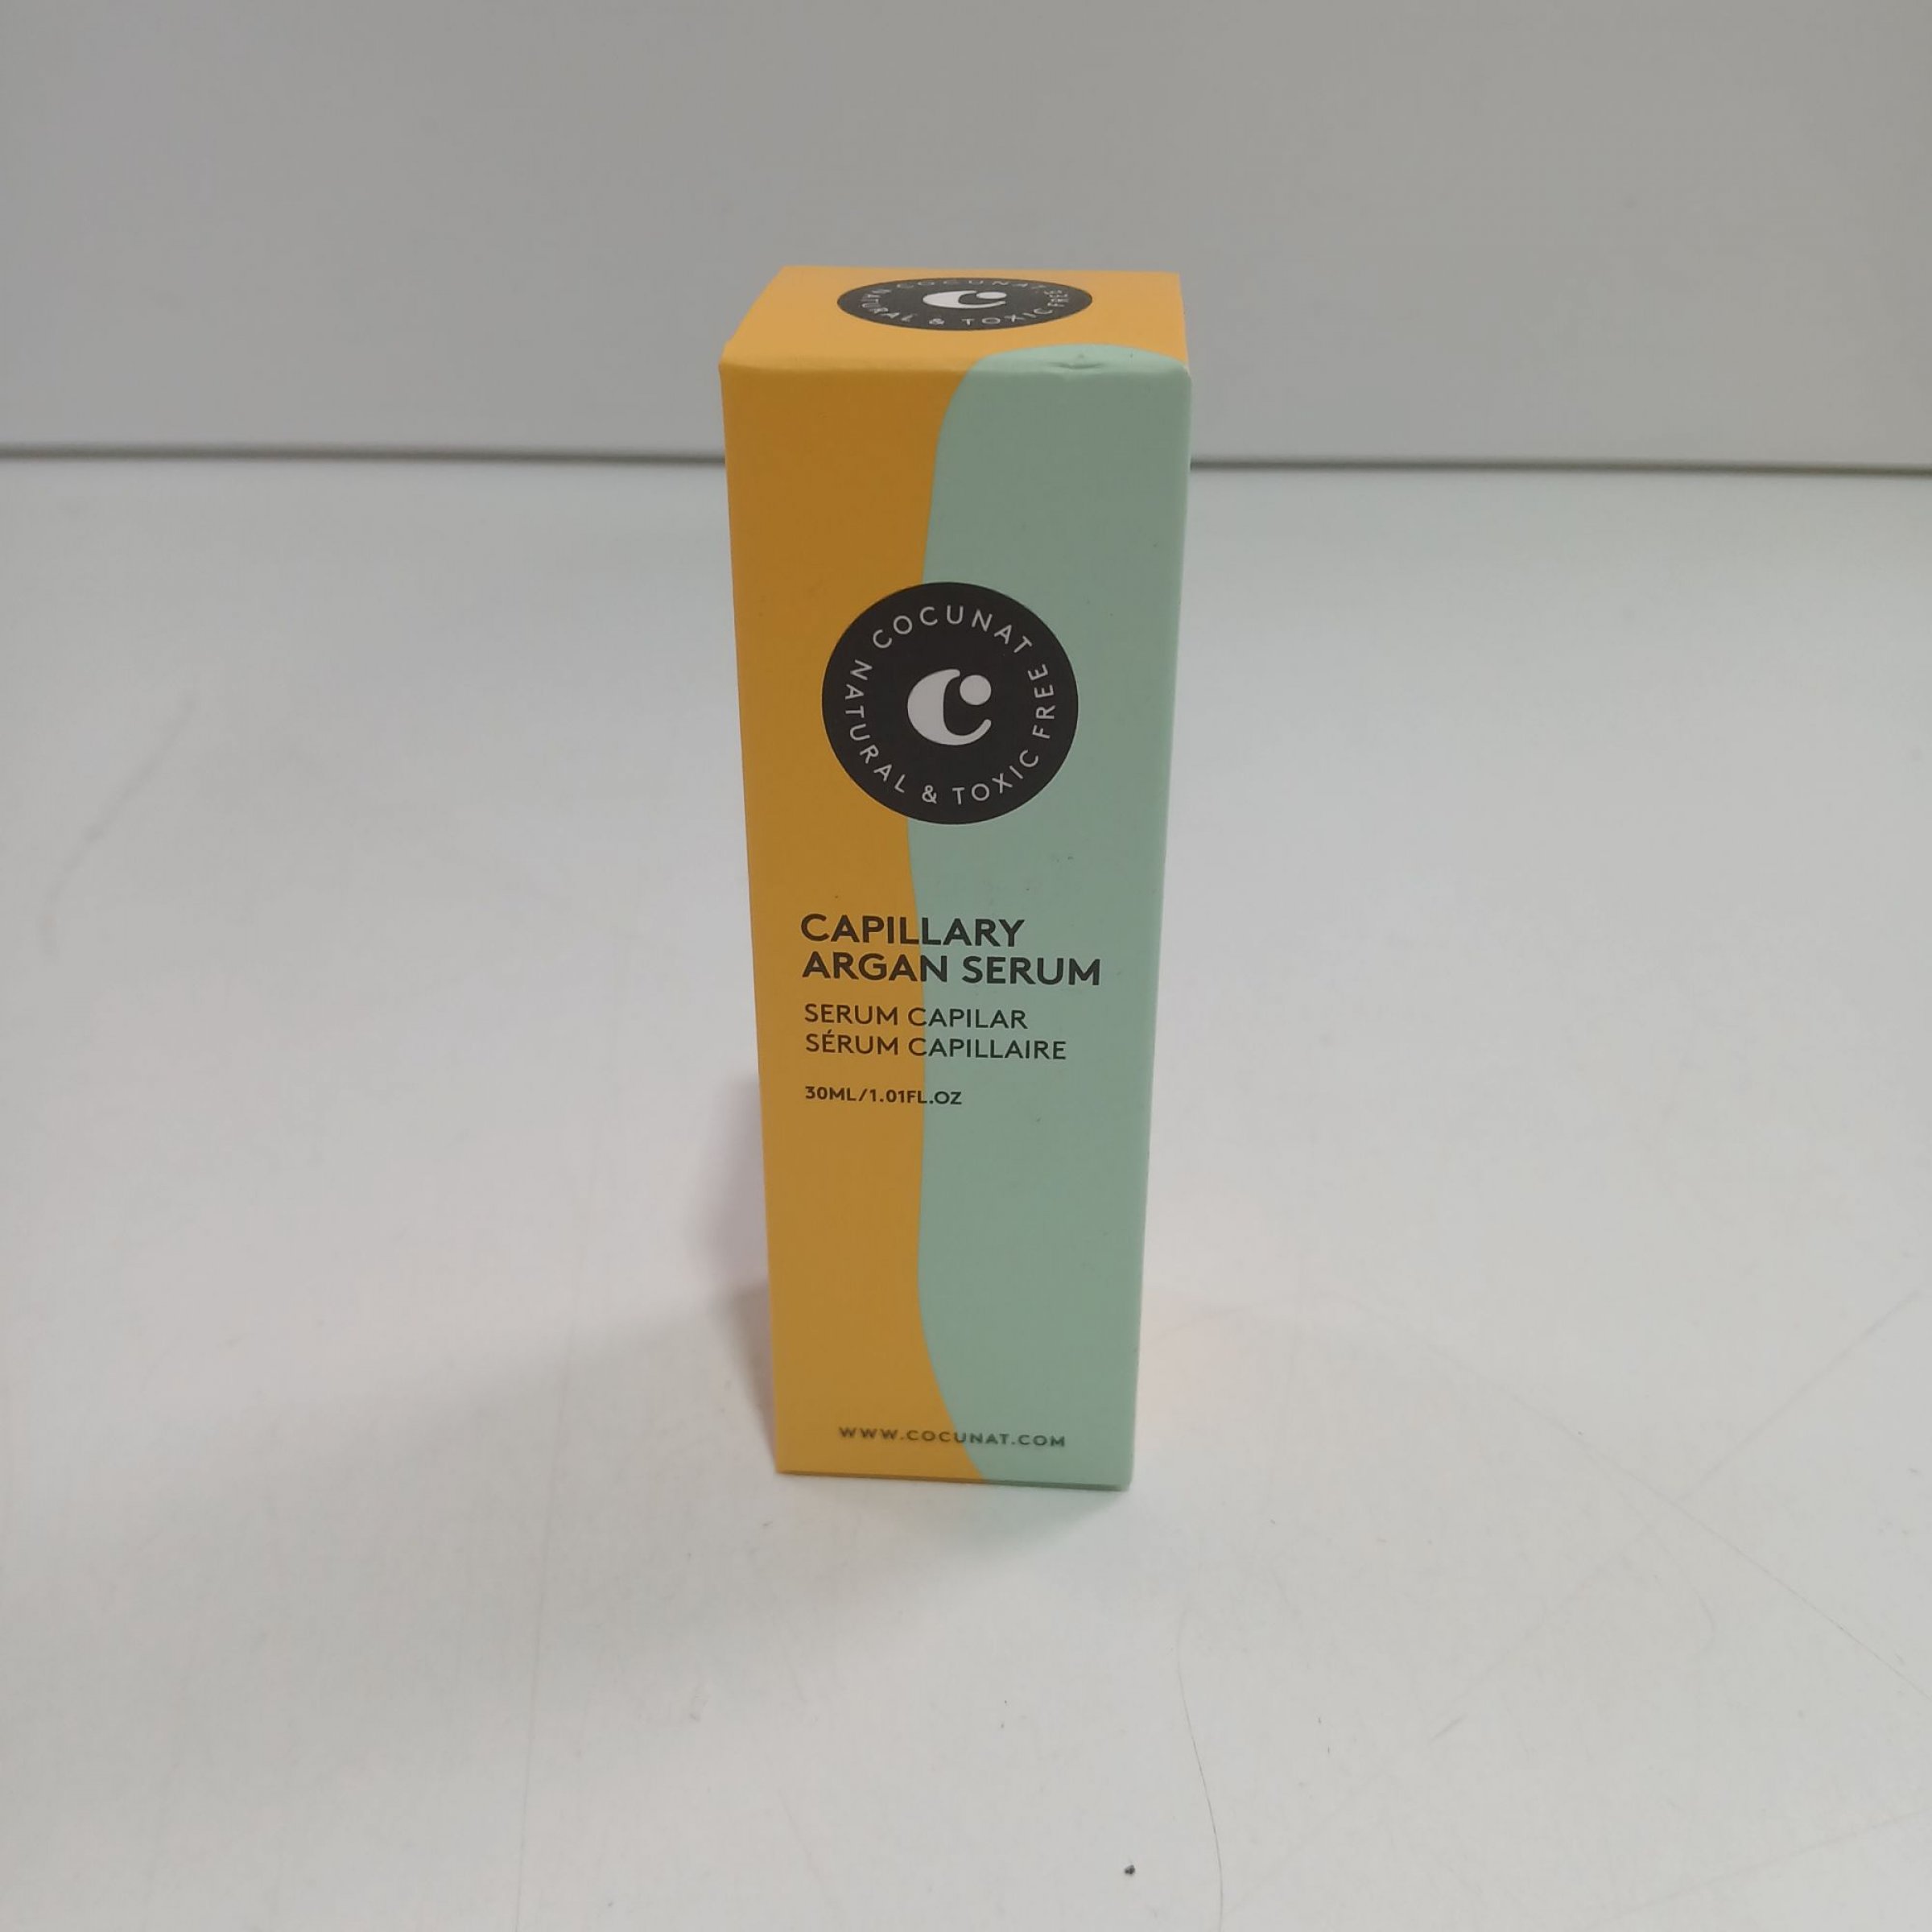 COCUNAT
NATURAL & TOXIC FREE
C
COCUNAT
NATURAL & TOXIC FREE
C
CAPILLARY
ARGAN SERUM
SERUM CAPILAR
SÉRUM CAPILLAIRE
30ML/1.01FL.OZ
WWW.COCUNAT.COM